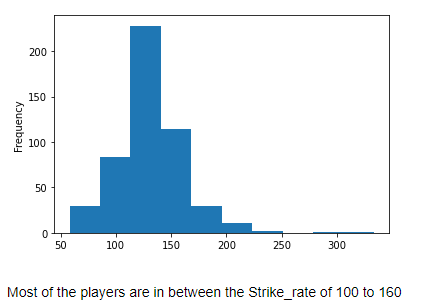 200
150
100
50
0
Frequency
50 100 150 200 250 300
Most of the players are in between the Strike_rate of 100 to 160